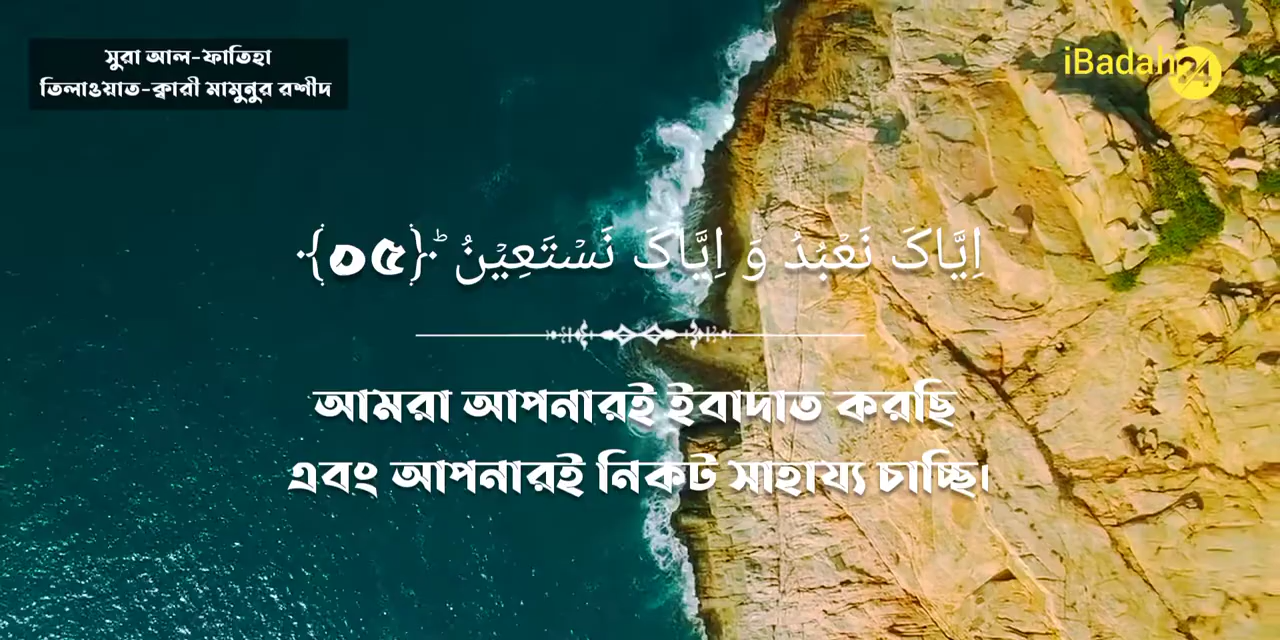 সুরা আল-ফাতিহা
তিলাওয়াত-ক্বারী মামুনুর রশীদ
iBadah24
اِیَّاکَ نَعۡبُدُ وَ اِیَّاکَ نَسۡتَعِیۡنُ ؕ﴿۰۵﴾
আমরা আপনারই ইবাদাত করছি
এবং আপনারই নিকট সাহায্য চাচ্ছি।